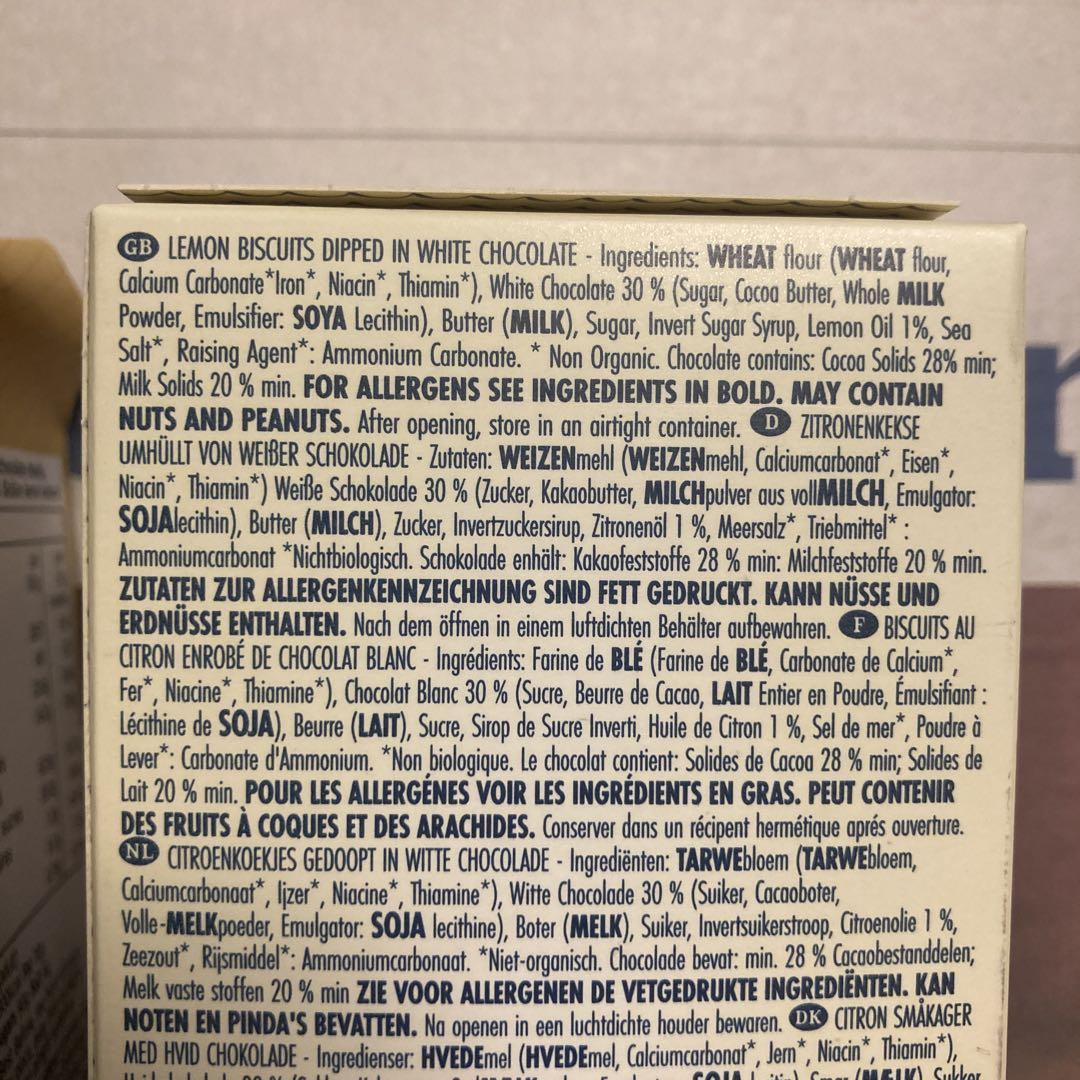 GB LEMON BISCUITS DIPPED IN WHITE CHOCOLATE - Ingredients: WHEAT flour (WHEAT flour,
Calcium Carbonate*Iron*, Niacin*, Thiamin*), White Chocolate 30 % (Sugar, Cocoa Butter, Whole MILK
Powder, Emulsifier: SOYA Lecithin), Butter (MILK), Sugar, Invert Sugar Syrup, Lemon Oil 1%, Sea
Salt*, Raising Agent*: Ammonium Carbonate. * Non Organic. Chocolate contains: Cocoa Solids 28% min;
Milk Solids 20 % min. FOR ALLERGENS SEE INGREDIENTS IN BOLD. MAY CONTAIN
NUTS AND PEANUTS. After opening, store in an airtight container. D ZITRONENKEKSE
UMHÜLLT VON WEIßER SCHOKOLADE - Zutaten: WEIZENmehl (WEIZENmehl, Calciumcarbonat*, Eisen*,
Niacin*, Thiamin*) Weiße Schokolade 30 % (Zucker, Kakaobutter, MILCHpulver aus vollMILCH, Emulgator:
SOJAlecithin), Butter (MILCH), Zucker, Invertzuckersirup, Zitronenöl 1 %, Meersalz*, Triebmittel* :
Ammoniumcarbonat *Nichtbiologisch. Schokolade enhält: Kakaofeststoffe 28 % min: Milchfeststoffe 20 % min.
ZUTATEN ZUR ALLERGENKENNZEICHNUNG SIND FETT GEDRUCKT. KANN NÜSSE UND
ERDNÜSSE ENTHALTEN. Nach dem öffnen in einem luftdichten Behälter aufbewahren. F BISCUITS AU
CITRON ENROBÉ DE CHOCOLAT BLANC - Ingrédients: Farine de BLÉ (Farine de BLÉ, Carbonate de Calcium*,
Fer*, Niacine*, Thiamine*), Chocolat Blanc 30 % (Sucre, Beurre de Cacao, LAIT Entier en Poudre, Émulsifiant :
Lécithine de SOJA), Beurre (LAIT), Sucre, Sirop de Sucre Inverti, Huile de Citron 1 %, Sel de mer*, Poudre à
Lever*: Carbonate d'Ammonium. *Non biologique. Le chocolat contient: Solides de Cacoa 28 % min; Solides de
Lait 20 % min. POUR LES ALLERGÉNES VOIR LES INGRÉDIENTS EN GRAS. PEUT CONTENIR
DES FRUITS À COQUES ET DES ARACHIDES. Conserver dans un récipent hermétique aprés ouverture.
NL CITROENKOEKJES GEDOOPT IN WITTE CHOCOLADE - Ingrediënten: TARWEbloem (TARWEbloem,
Calciumcarbonaat*, Ijzer*, Niacine*, Thiamine*), Witte Chocolade 30 % (Suiker, Cacaoboter,
Volle-MELKpoeder, Emulgator: SOJA lecithine), Boter (MELK), Suiker, Invertsuikerstroop, Citroenolie 1 %,
Zeezout*, Rijsmiddel*: Ammoniumcarbonaat. *Niet-organisch. Chocolade bevat: min. 28 % Cacaobestanddelen;
Melk vaste stoffen 20 % min ZIE VOOR ALLERGENEN DE VETGEDRUKTE INGREDIËNTEN. KAN
NOTEN EN PINDA'S BEVATTEN. Na openen in een luchtdichte houder bewaren. DK CITRON SMÅKAGER
MED HVID CHOKOLADE - Ingredienser: HVEDEmel (HVEDEmel, Calciumcarbonat*, Jern*, Niacin*, Thiamin*),